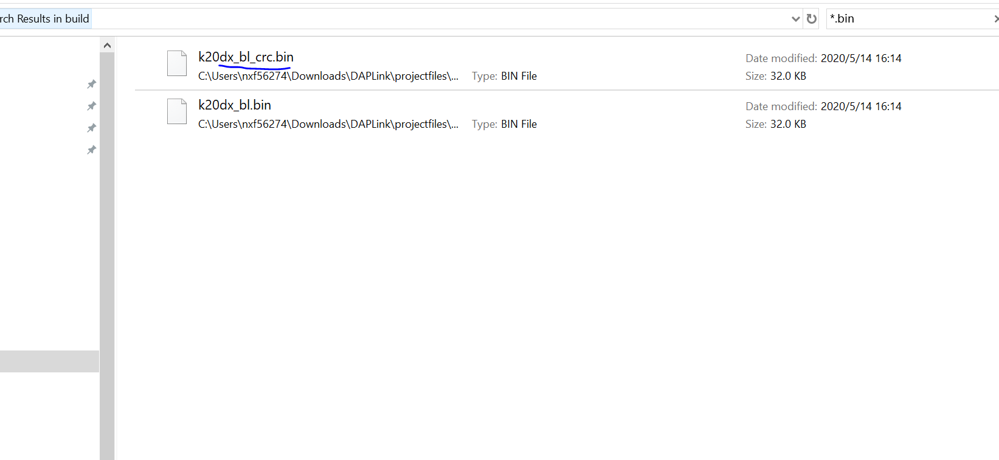 rch Results in build
*.bin
k20dx_bl_crc.bin
Date modified: 2020/5/14 16:14
C:\Users\nxf56274\Downloads\DAPLink\projectfiles\... Type: BIN File
Size: 32.0 KB
k20dx_bl.bin
Date modified: 2020/5/14 16:14
C:\Users\nxf56274\Downloads\DAPLink\projectfiles\... Type: BIN File
Size: 32.0 KB